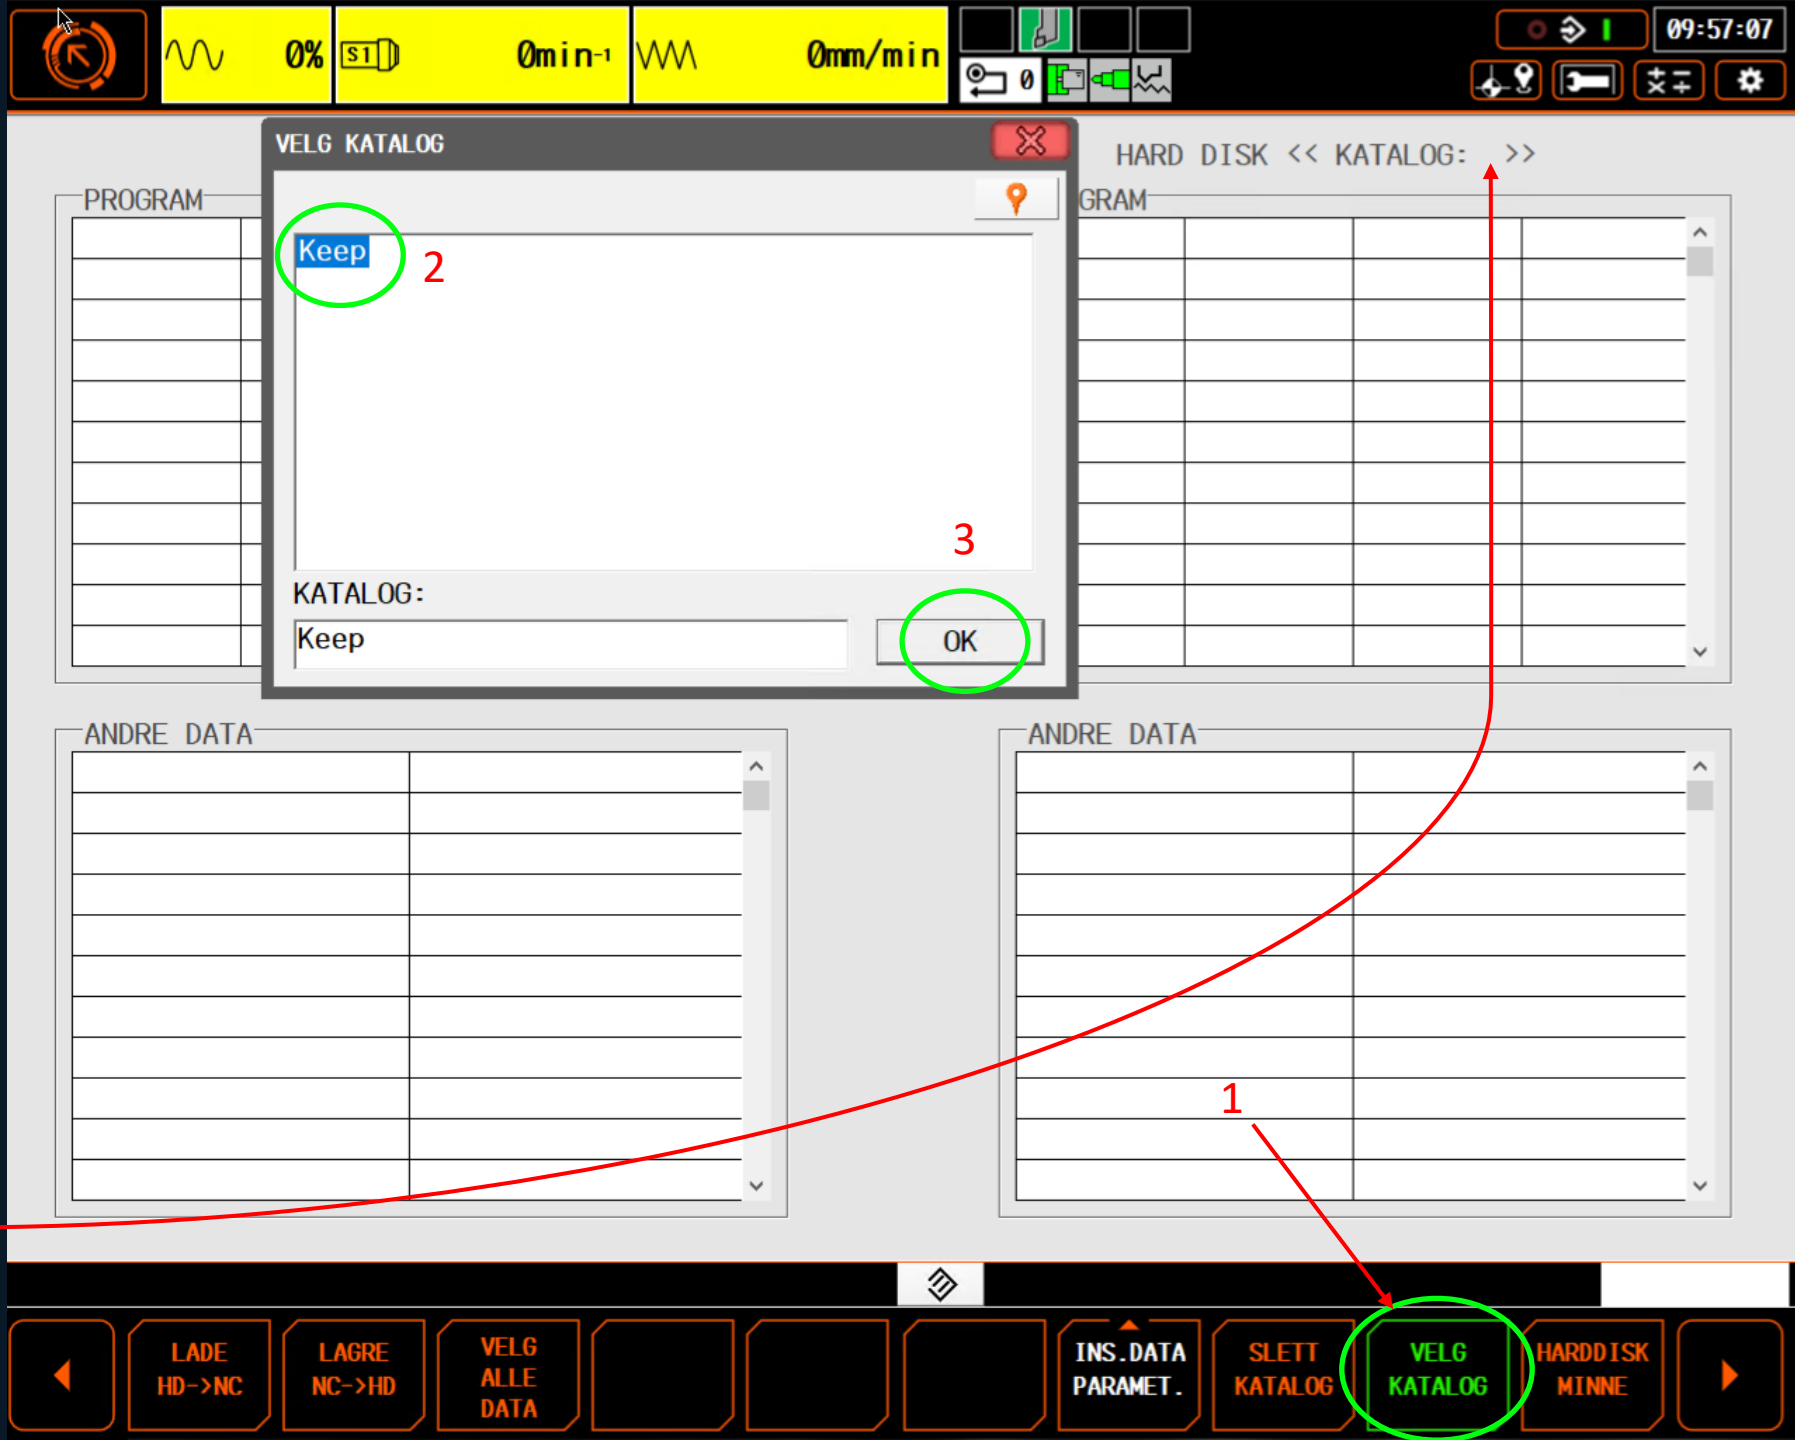 0%
S1
0min-1
0mm/min
0
09:57:07
VELG KATALOG
HARD DISK << KATALOG: >>
PROGRAM
GRAM
Keep
2
3
KATALOG:
Keep
OK
ANDRE DATA
ANDRE DATA
1
LADE
HD->NC
LAGRE
NC->HD
VELG
ALLE
DATA
INS.DATA
PARAMET.
SLETT
KATALOG
VELG
KATALOG
HARDDISK
MINNE